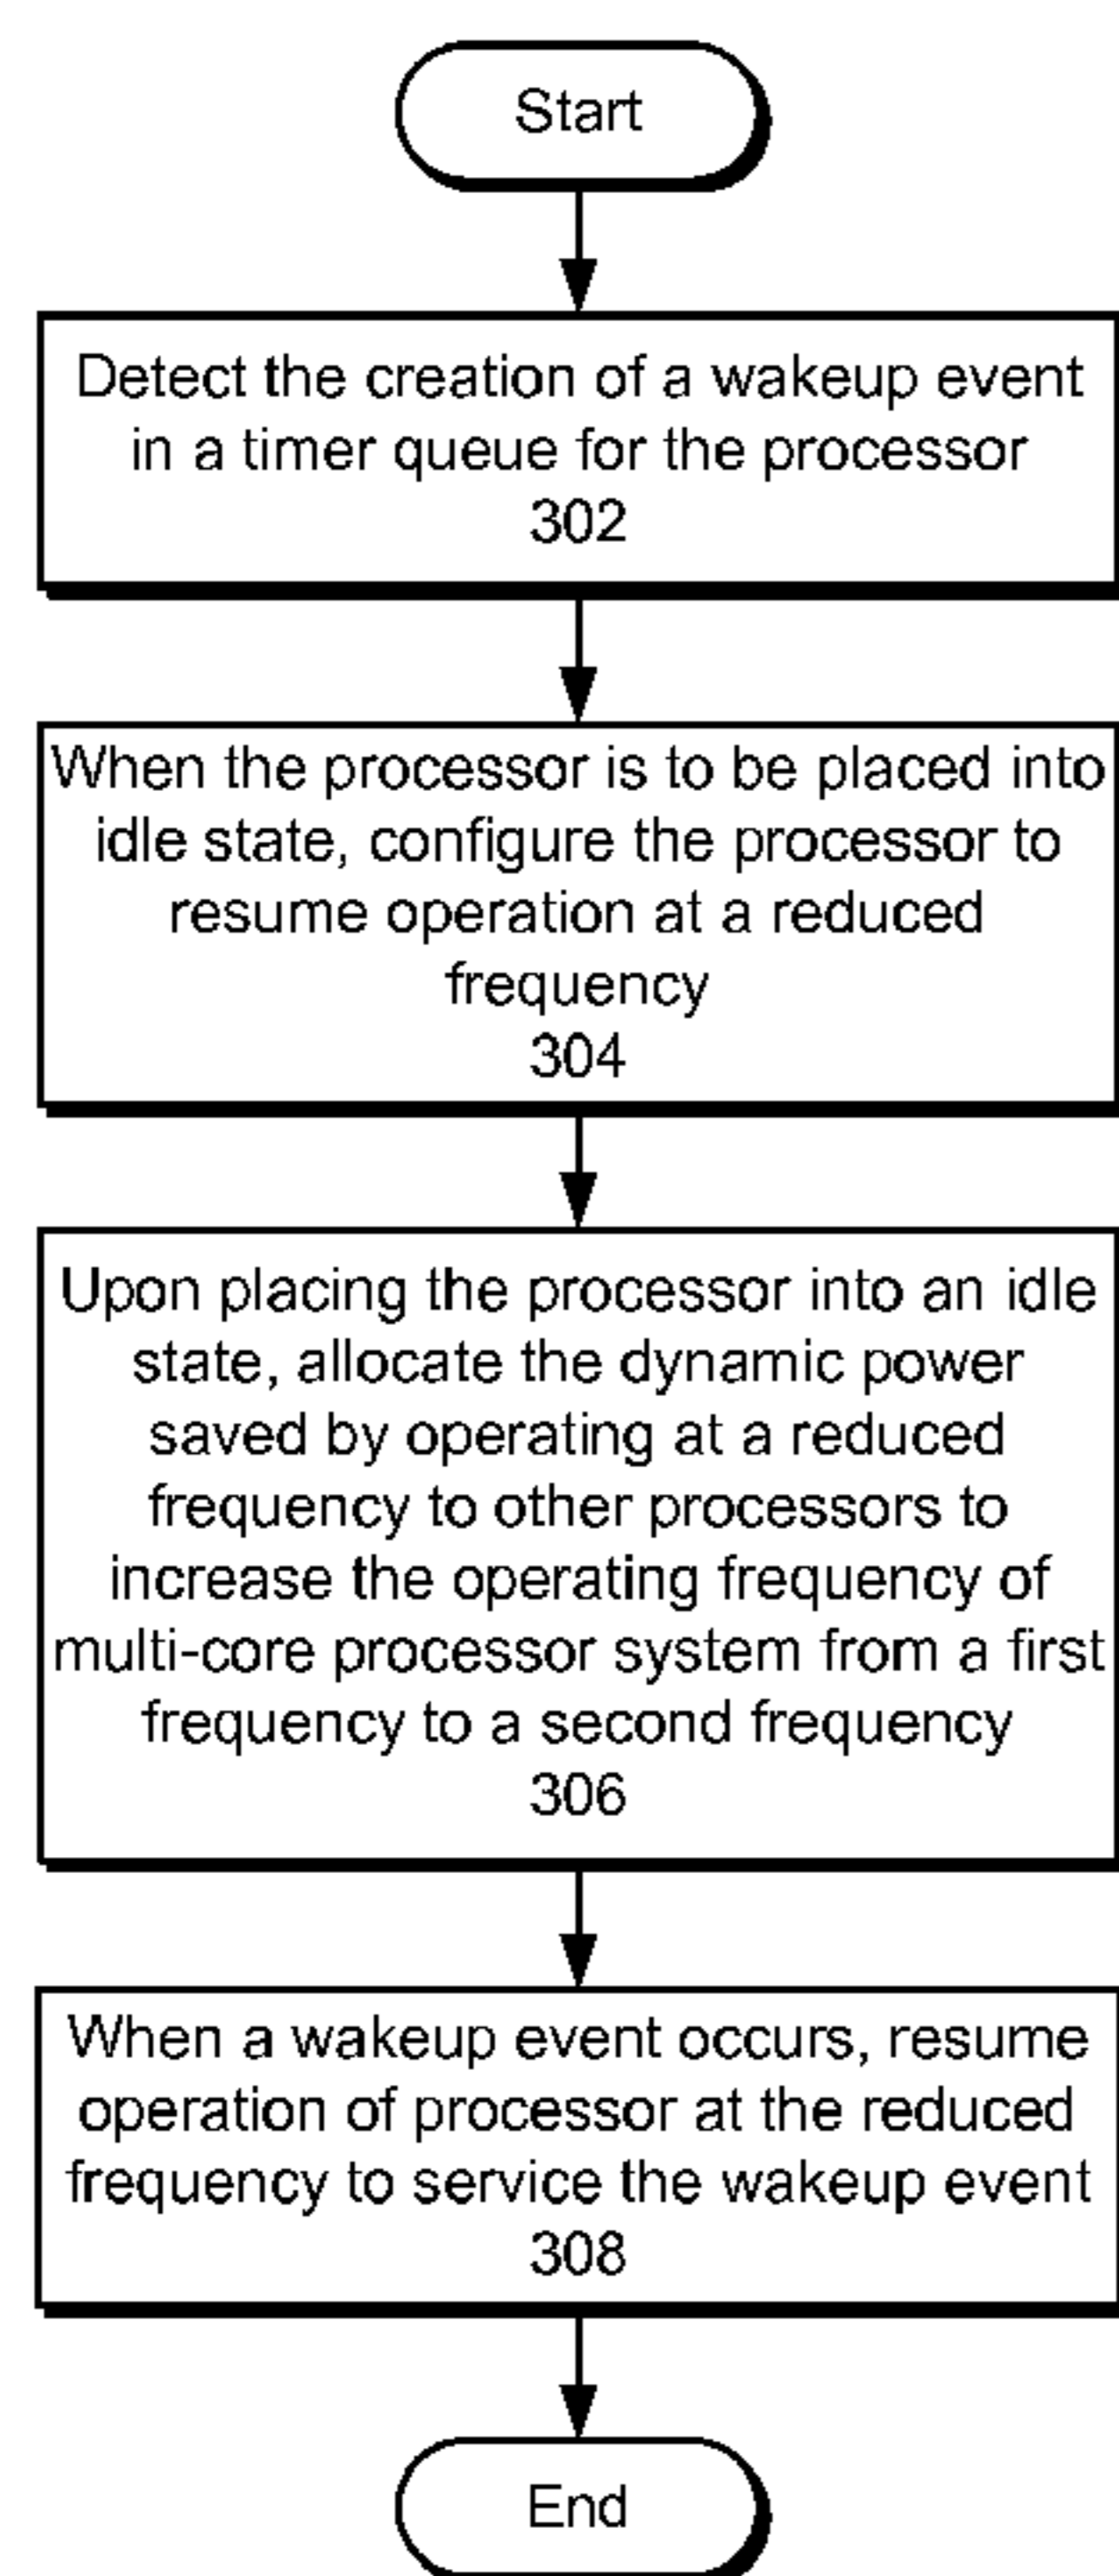 Start
Detect the creation of a wakeup event
in a timer queue for the processor
302
When the processor is to be placed into
idle state, configure the processor to
resume operation at a reduced
frequency
304
Upon placing the processor into an idle
state, allocate the dynamic power
saved by operating at a reduced
frequency to other processors to
increase the operating frequency of
multi-core processor system from a first
frequency to a second frequency
306
When a wakeup event occurs, resume
operation of processor at the reduced
frequency to service the wakeup event
308
End